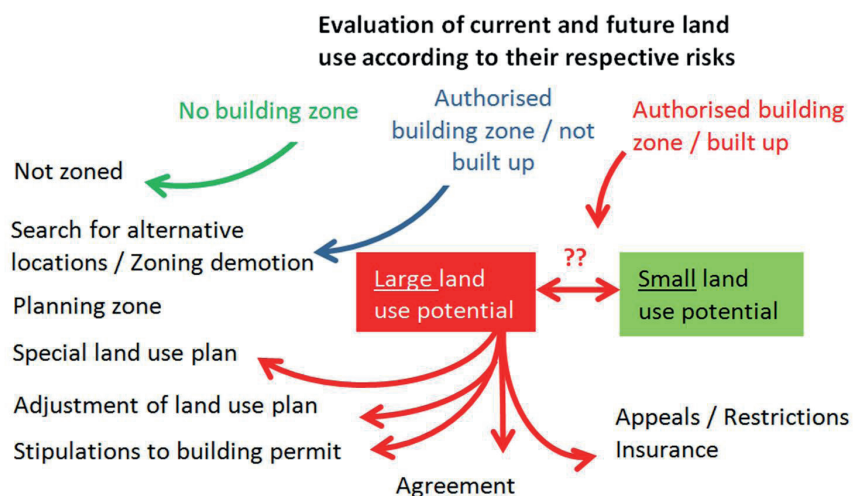 Evaluation of current and future land
use according to their respective risks
No building zone
Authorised
building zone / not
built up
Authorised building
zone / built up
Not zoned
Search for alternative
locations / Zoning demotion
Planning zone
Special land use plan
Adjustment of land use plan
Stipulations to building permit
Large land
use potential
??
Small land
use potential
Agreement
Appeals / Restrictions
Insurance